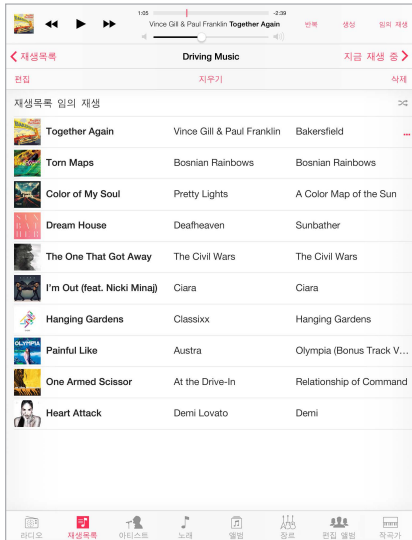 1:05 -2:39
Vince Gill & Paul Franklin Together Again
반복 생성 임의 재생
재생목록 Driving Music 지금 재생 중
편집 지우기 삭제
재생목록 임의 재생
Together Again Vince Gill & Paul Franklin Bakersfield
Torn Maps Bosnian Rainbows Bosnian Rainbows
Color of My Soul Pretty Lights A Color Map of the Sun
Dream House Deafheaven Sunbather
The One That Got Away The Civil Wars The Civil Wars
I'm Out (feat. Nicki Minaj) Ciara Ciara
Hanging Gardens Classixx Hanging Gardens
Painful Like Austra Olympia (Bonus Track V…
One Armed Scissor At the Drive-In Relationship of Command
Heart Attack Demi Lovato Demi
라디오 재생목록 아티스트 노래 앨범 장르 편집 앨범 작곡가